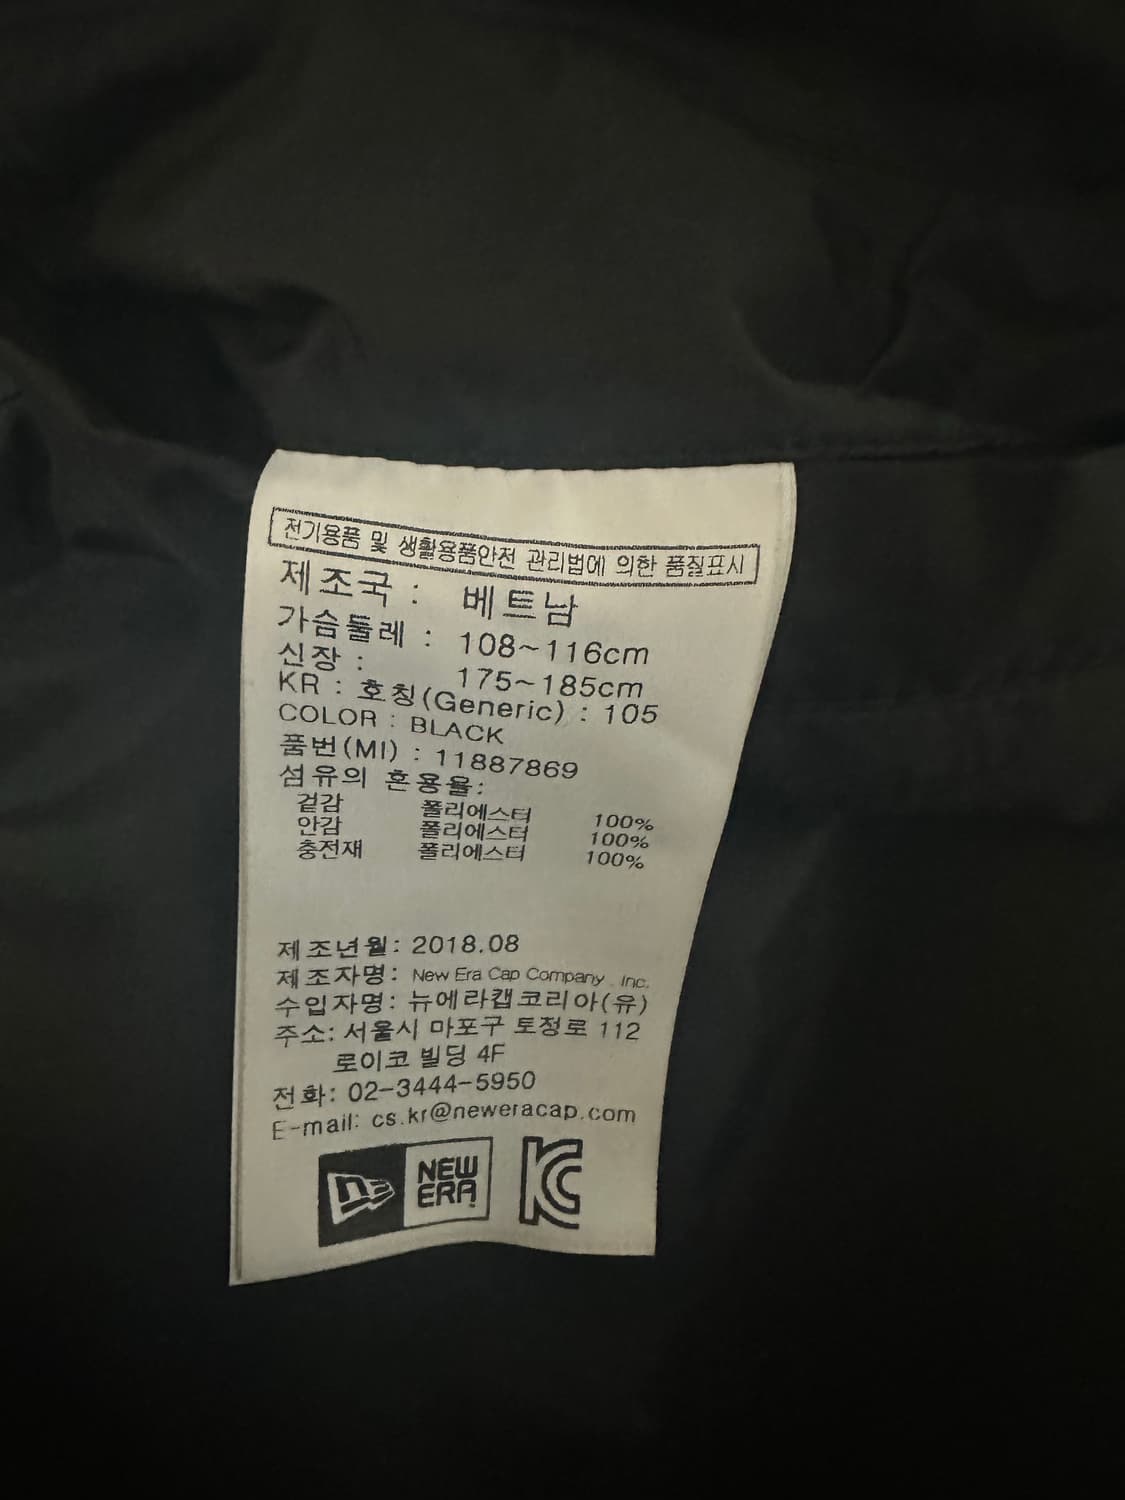 전기용품 및 생활용품안전 관리법에 의한 품질표시
제조국 : 베트남
가슴둘레 : 108~116cm
신장 : 175~185cm
KR : 호칭(Generic) : 105
COLOR : BLACK
품번(MI) : 11887869
섬유의 혼용율:
겉감 폴리에스터 100%
안감 폴리에스터 100%
충전재 폴리에스터 100%
제조년월: 2018.08
제조자명: New Era Cap Company, Inc.
수입자명: 뉴에라캡코리아(유)
주소: 서울시 마포구 토정로 112
로이코 빌딩 4F
전화: 02-3444-5950
E-mail: cs.kr@neweracap.com
NE NEW
ERA
KC